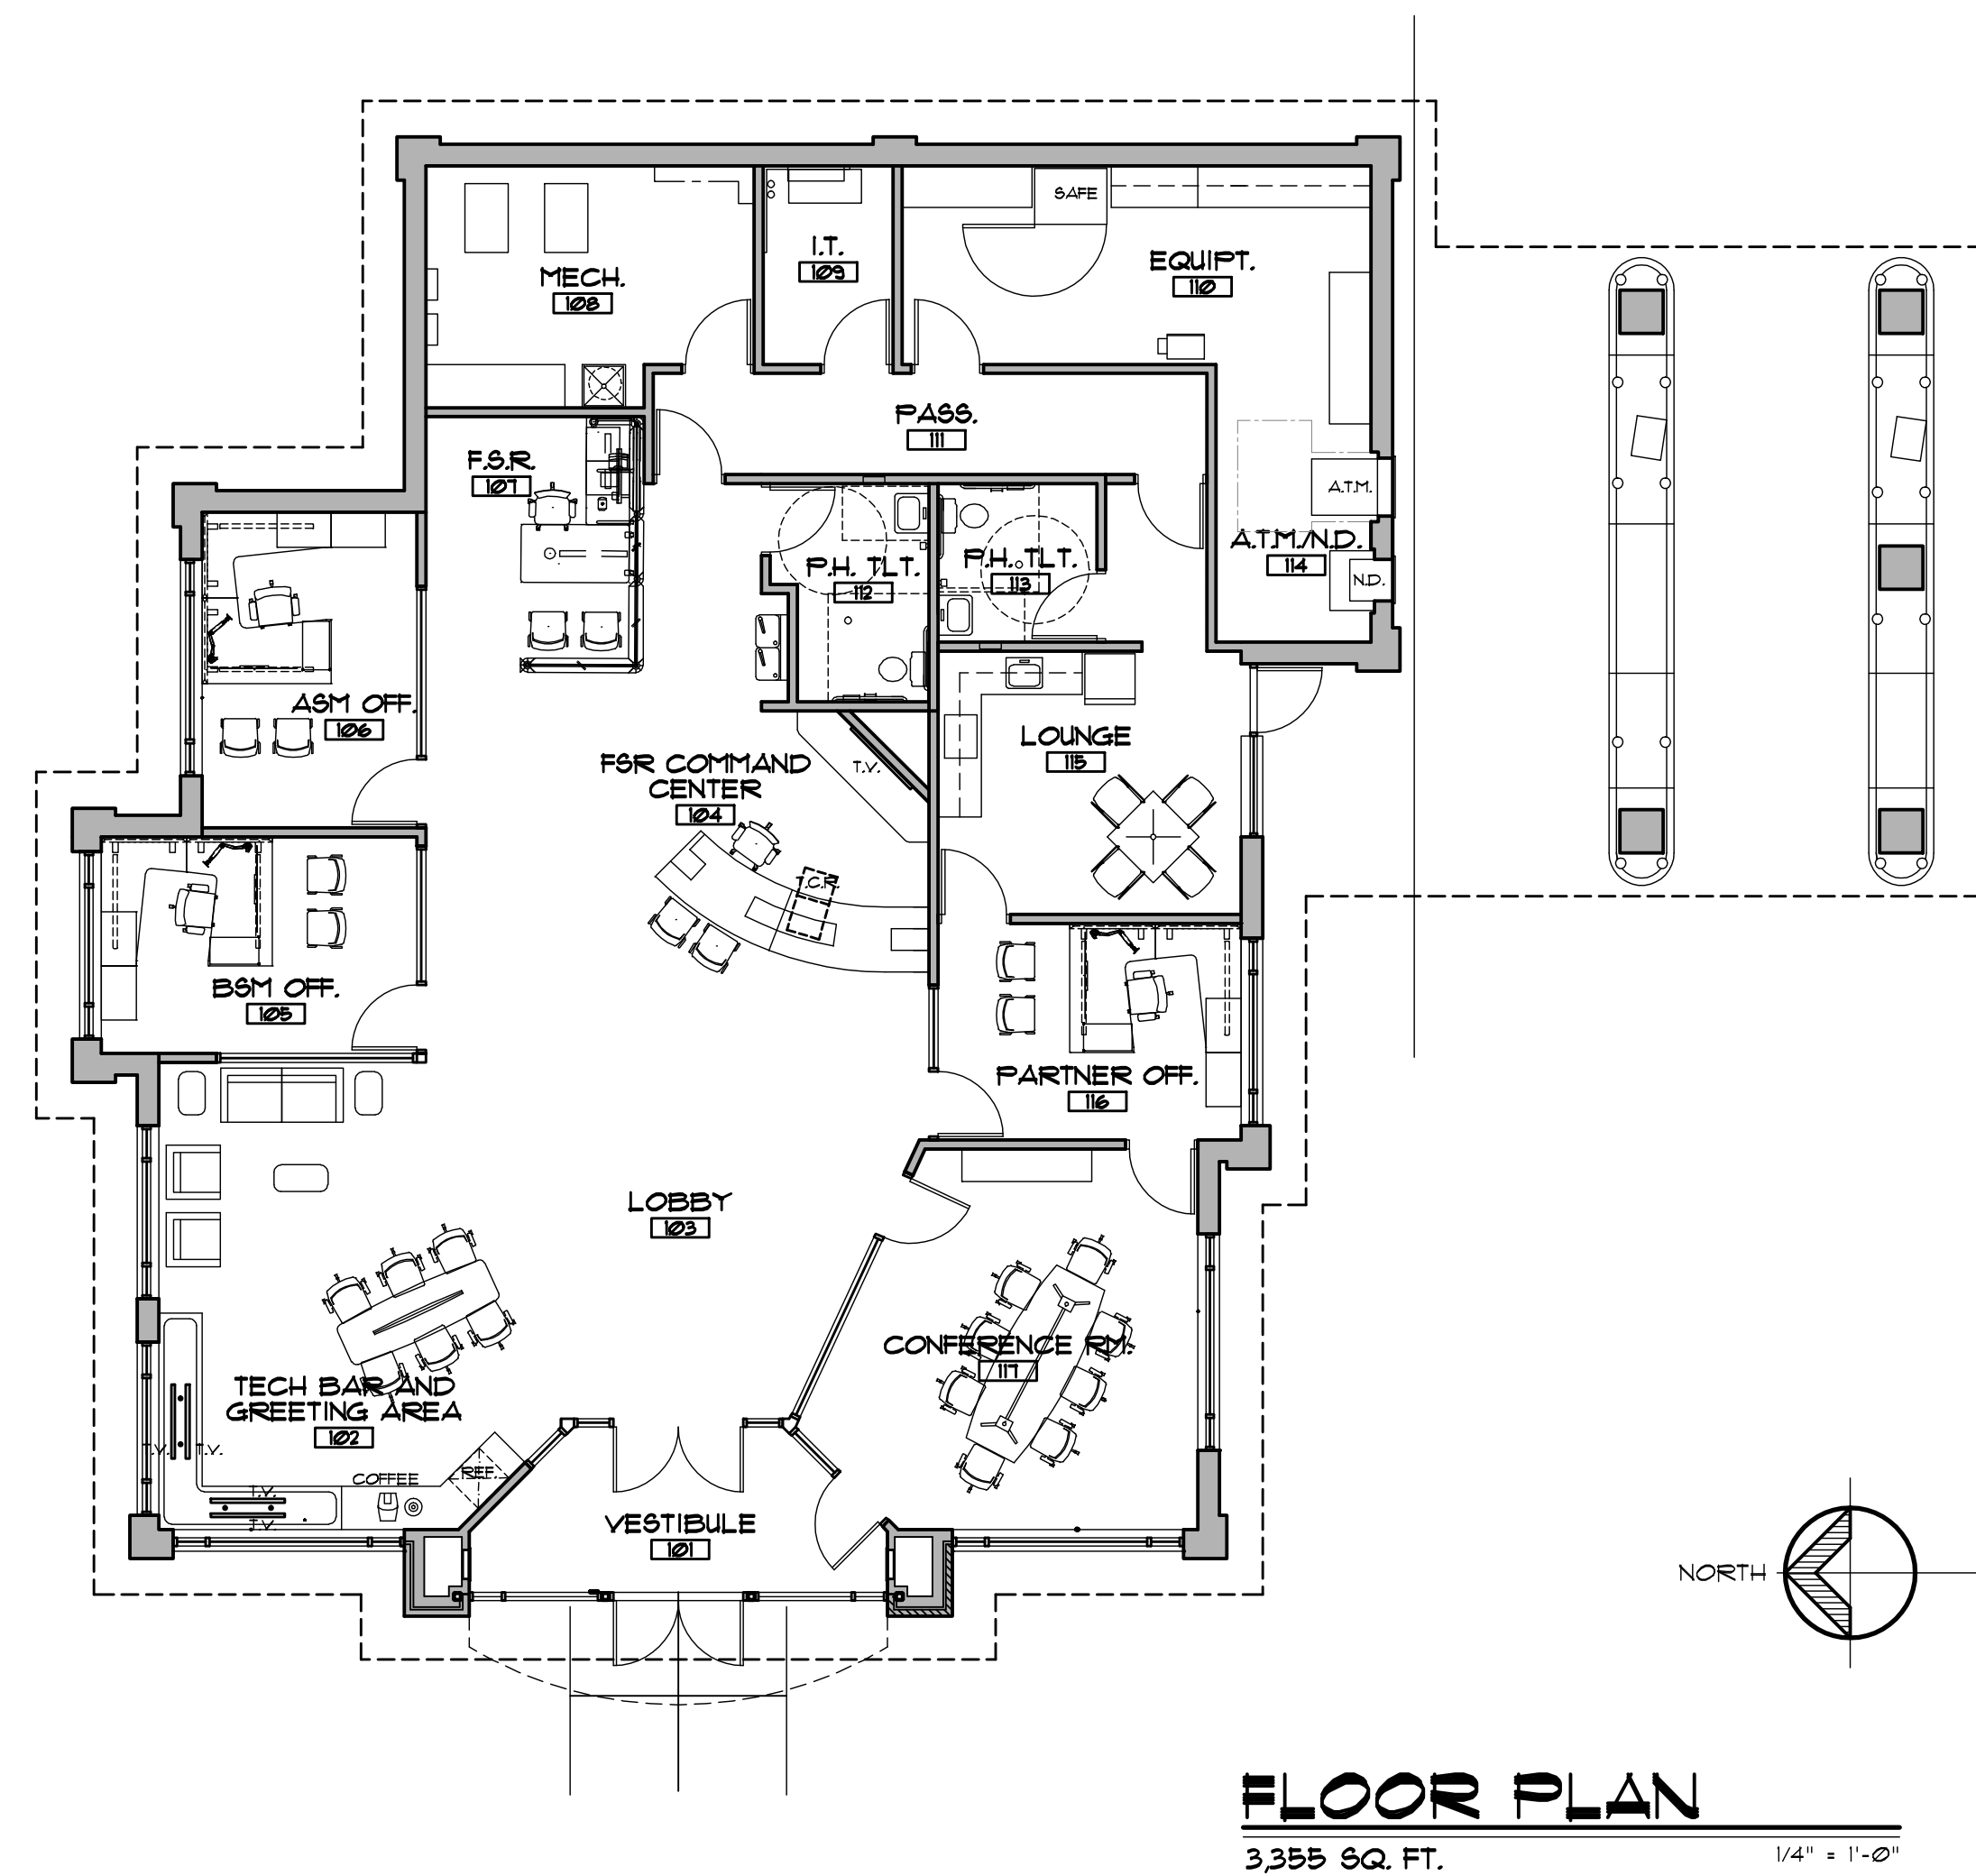 SAFE
I.T.
109
EQUIPT.
110
MECH.
108
PASS.
111
F.S.R.
107
A.T.M.
A.T.M./N.D.
114
N.D.
P.H. TLT.
112
P.H. TLT.
113
ASM OFF.
106
FSR COMMAND
CENTER
104
T.V.
LOUNGE
115
T.C.R.
BSM OFF.
105
PARTNER OFF.
116
LOBBY
103
CONFERENCE RM.
117
TECH BAR AND
GREETING AREA
102
T.V. T.V.
COFFEE
REF.
T.V.
T.V.
VESTIBULE
101
NORTH
FLOOR PLAN
3,355 SQ. FT.
1/4" = 1'-0"